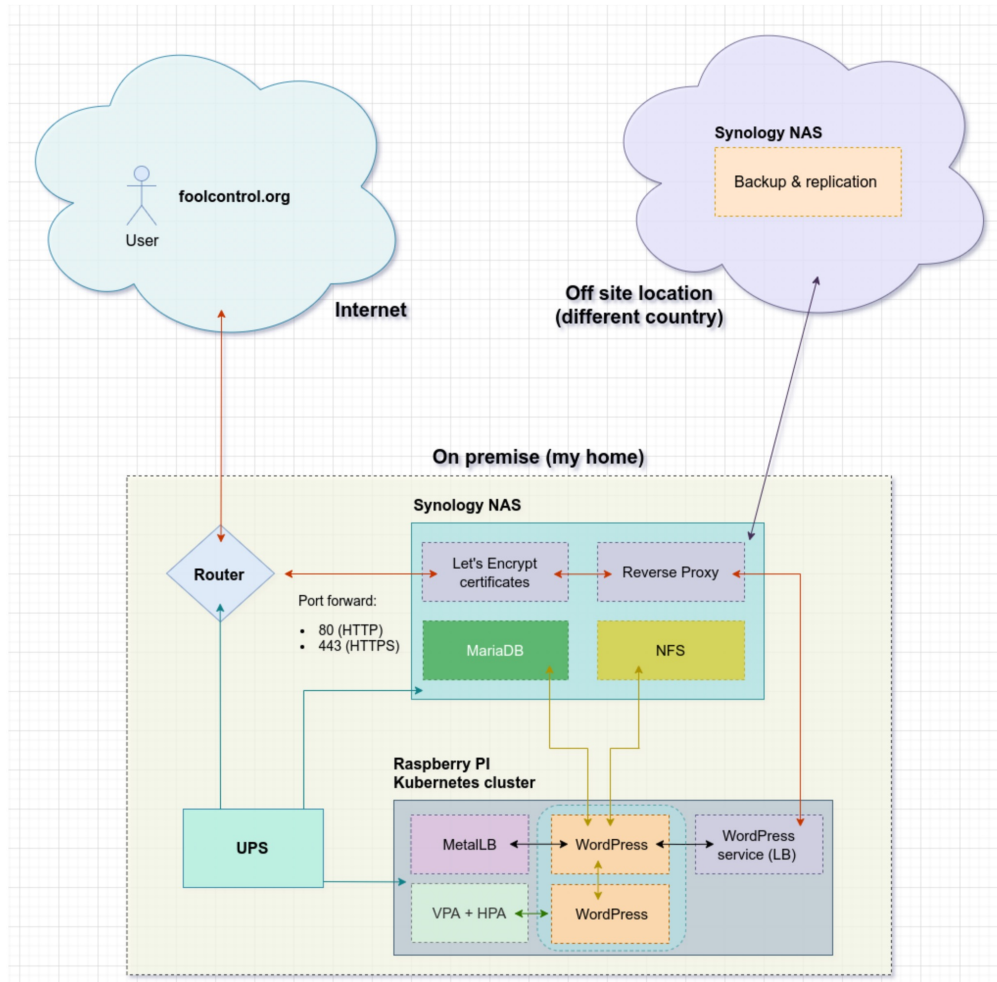 foolcontrol.org
User
Internet
Synology NAS
Backup & replication
Off site location
(different country)
On premise (my home)
Synology NAS
Router
Let's Encrypt
certificates
Reverse Proxy
Port forward:
• 80 (HTTP)
• 443 (HTTPS)
MariaDB
NFS
Raspberry PI
Kubernetes cluster
UPS
MetalLB
WordPress
WordPress
service (LB)
VPA + HPA
WordPress